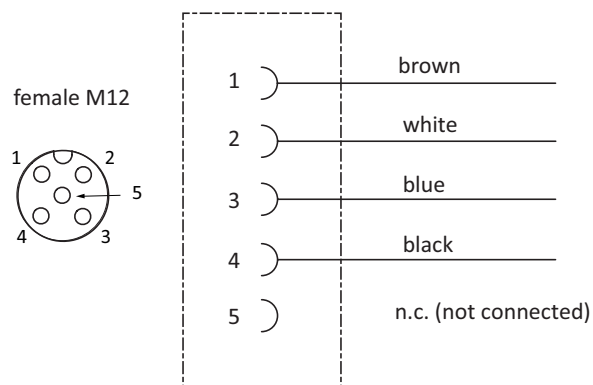 female M12
1 2
5
4 3
1 brown
2 white
3 blue
4 black
5 n.c. (not connected)